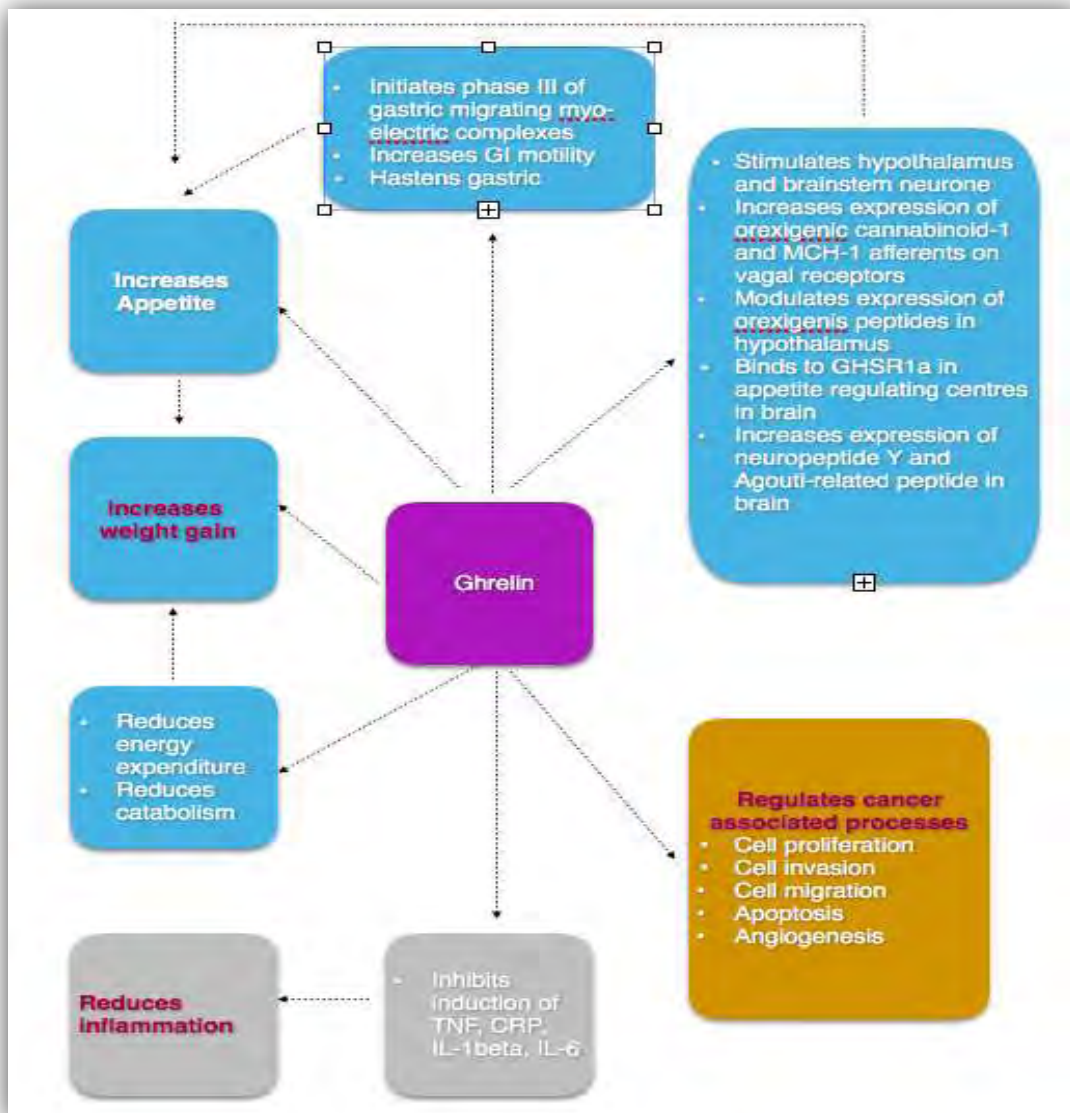 - Initiates phase III of
gastric migrating myo-
electric complexes
- Increases GI motility
- Hastens gastric
- Stimulates hypothalamus
and brainstem neurone
- Increases expression of
orexigenic cannabinoid-1
and MCH-1 afferents on
vagal receptors
- Modulates expression of
orexigenis peptides in
hypothalamus
- Binds to GHSR1a in
appetite regulating centres
in brain
- Increases expression of
neuropeptide Y and
Agouti-related peptide in
brain
Increases
Appetite
Increases
weight gain
Ghrelin
- Reduces
energy
expenditure
- Reduces
catabolism
Regulates cancer
associated processes
- Cell proliferation
- Cell invasion
- Cell migration
- Apoptosis
- Angiogenesis
Reduces
inflammation
- Inhibits
induction of
TNF, CRP,
IL-1beta, IL-6